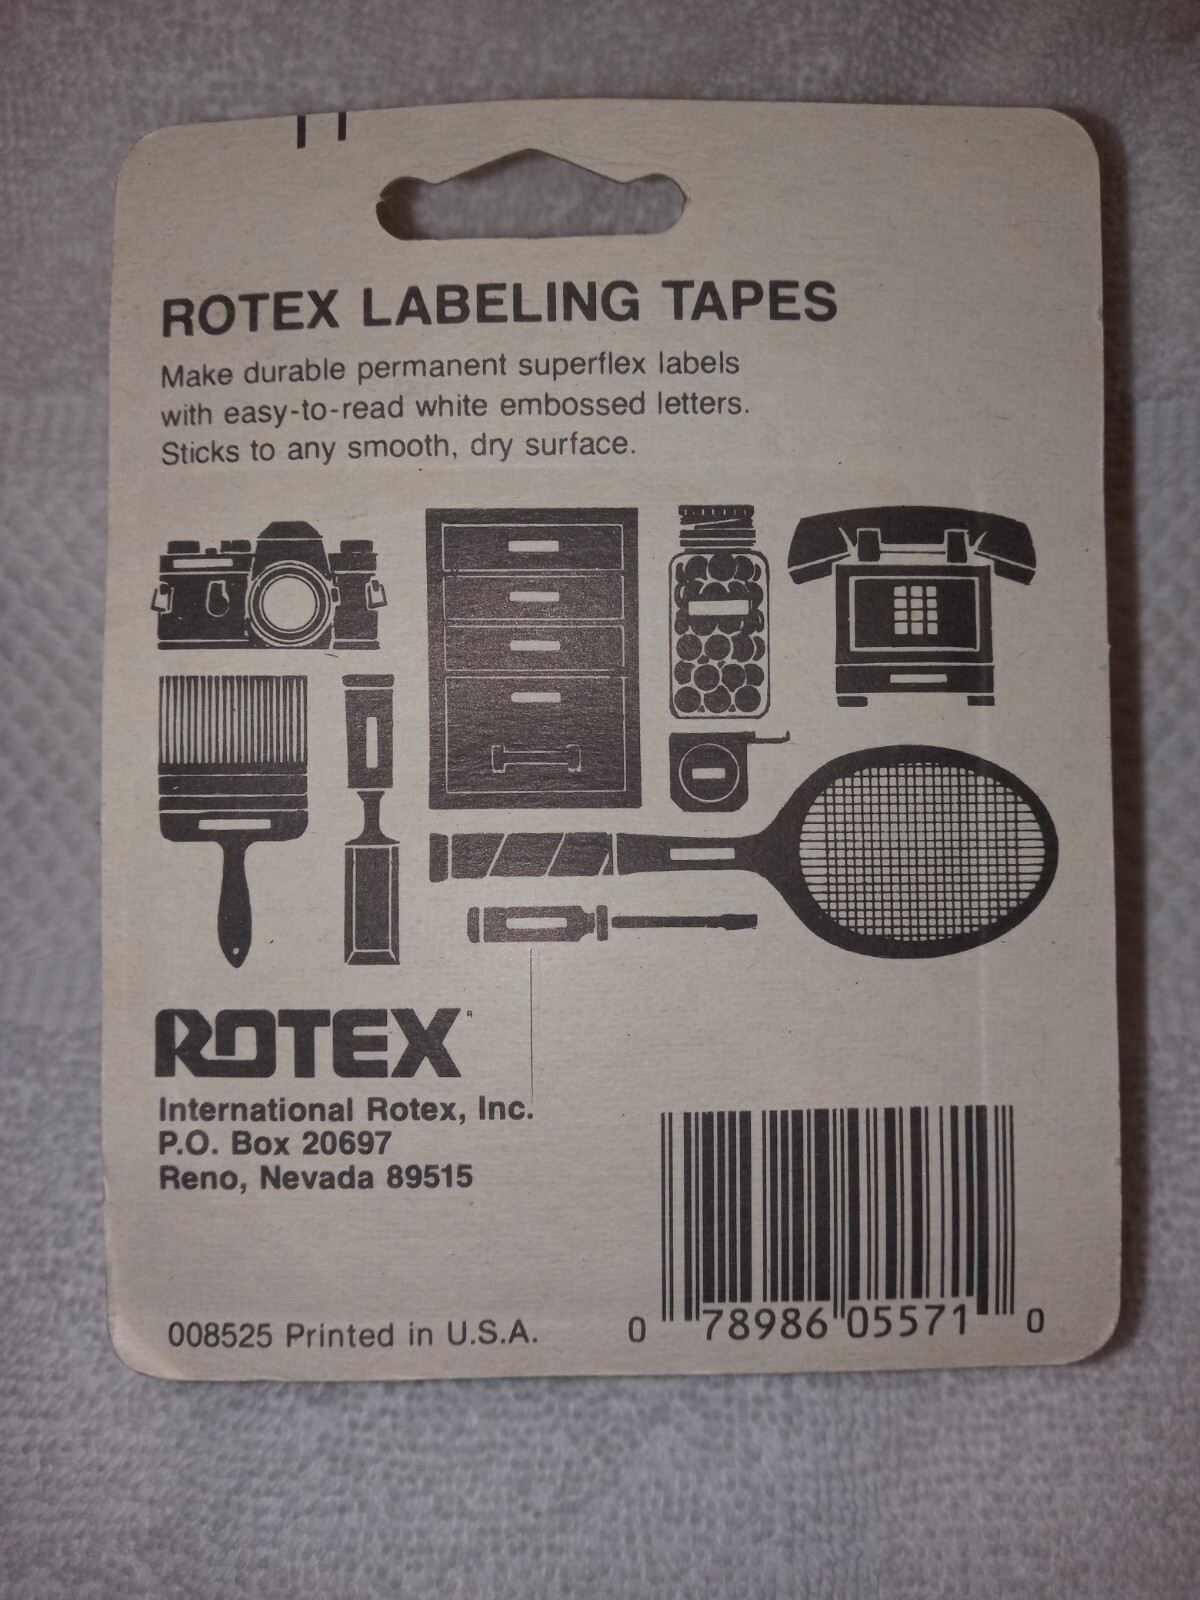 ROTEX LABELING TAPES
Make durable permanent superflex labels
with easy-to-read white embossed letters.
Sticks to any smooth, dry surface.
ROTEX®
International Rotex, Inc.
P.O. Box 20697
Reno, Nevada 89515
008525 Printed in U.S.A.
0 78986 05571 0